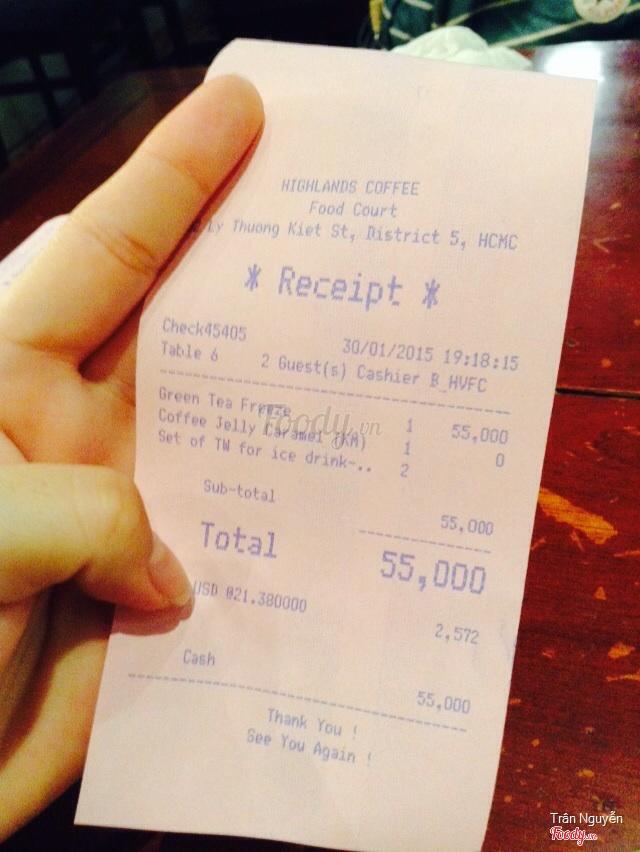 HIGHLANDS COFFEE
Food Court
Ly Thuong Kiet St, District 5, HCMC
* Receipt *
Check45405 30/01/2015 19:18:15
Table 6 2 Guest(s) Cashier B_HVFC
Green Tea Freeze 1 55,000
Coffee Jelly Caramel (KM) 1 0
Set of TW for ice drink-.. 2
Sub-total 55,000
Total 55,000
USD @21.380000 2,572
Cash 55,000
Thank You !
See You Again !
Foody.vn
Trân Nguyễn
Foody.vn